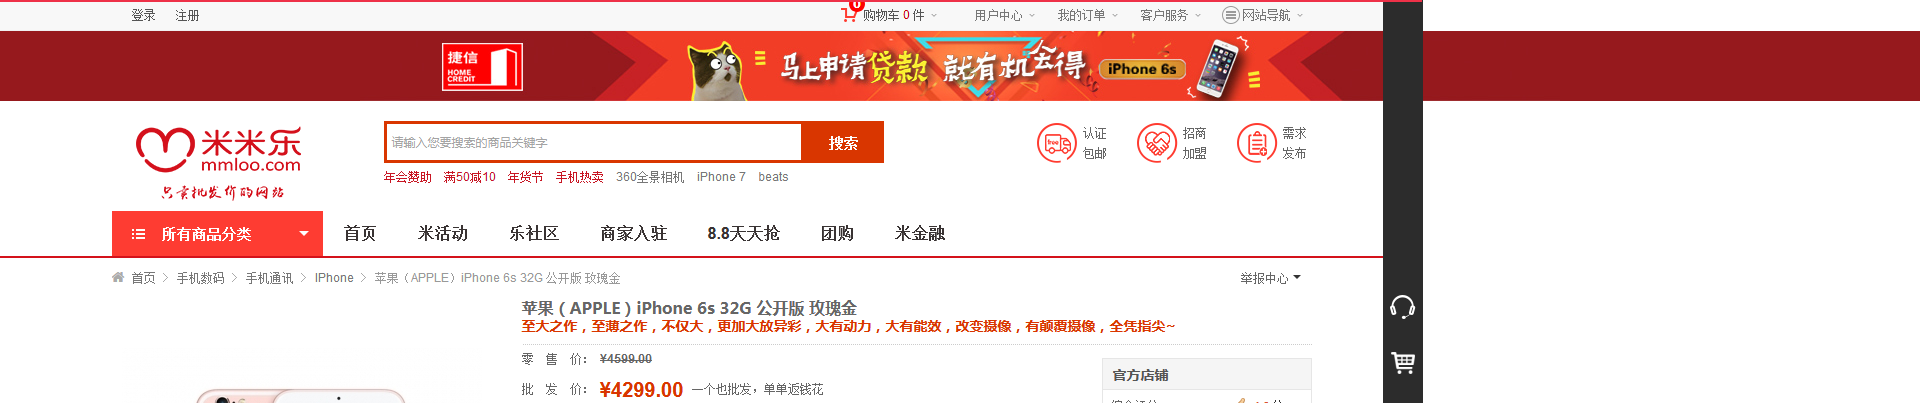 登录 注册 0 购物车 0 件 用户中心 我的订单 客户服务 网站导航
捷信 HOME CREDIT 马上申请贷款 就有机会得 iPhone 6s
米米乐 mmloo.com 只卖批发价的网站
请输入您要搜索的商品关键字 搜索
free 认证包邮 招商加盟 需求发布
年会赞助 满50减10 年货节 手机热卖 360全景相机 iPhone 7 beats
所有商品分类 首页 米活动 乐社区 商家入驻 8.8天天抢 团购 米金融
首页 手机数码 手机通讯 IPhone 苹果（APPLE）iPhone 6s 32G 公开版 玫瑰金 举报中心
苹果（APPLE）iPhone 6s 32G 公开版 玫瑰金
至大之作，至薄之作，不仅大，更加大放异彩，大有动力，大有能效，改变摄像，有颠覆摄像，全凭指尖~
零 售 价： ¥4599.00
官方店铺
批 发 价： ¥4299.00 一个也批发，单单返钱花